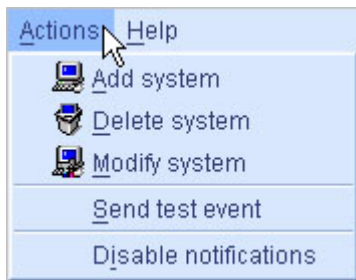 Actions Help
Add system
Delete system
Modify system
Send test event
Disable notifications